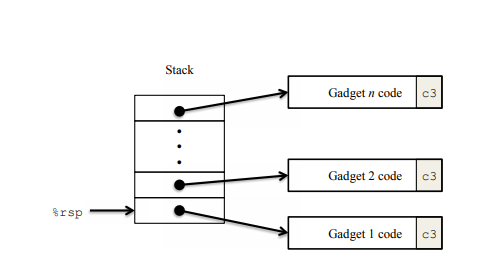 Stack
Gadget n code c3
Gadget 2 code c3
%rsp
Gadget 1 code c3